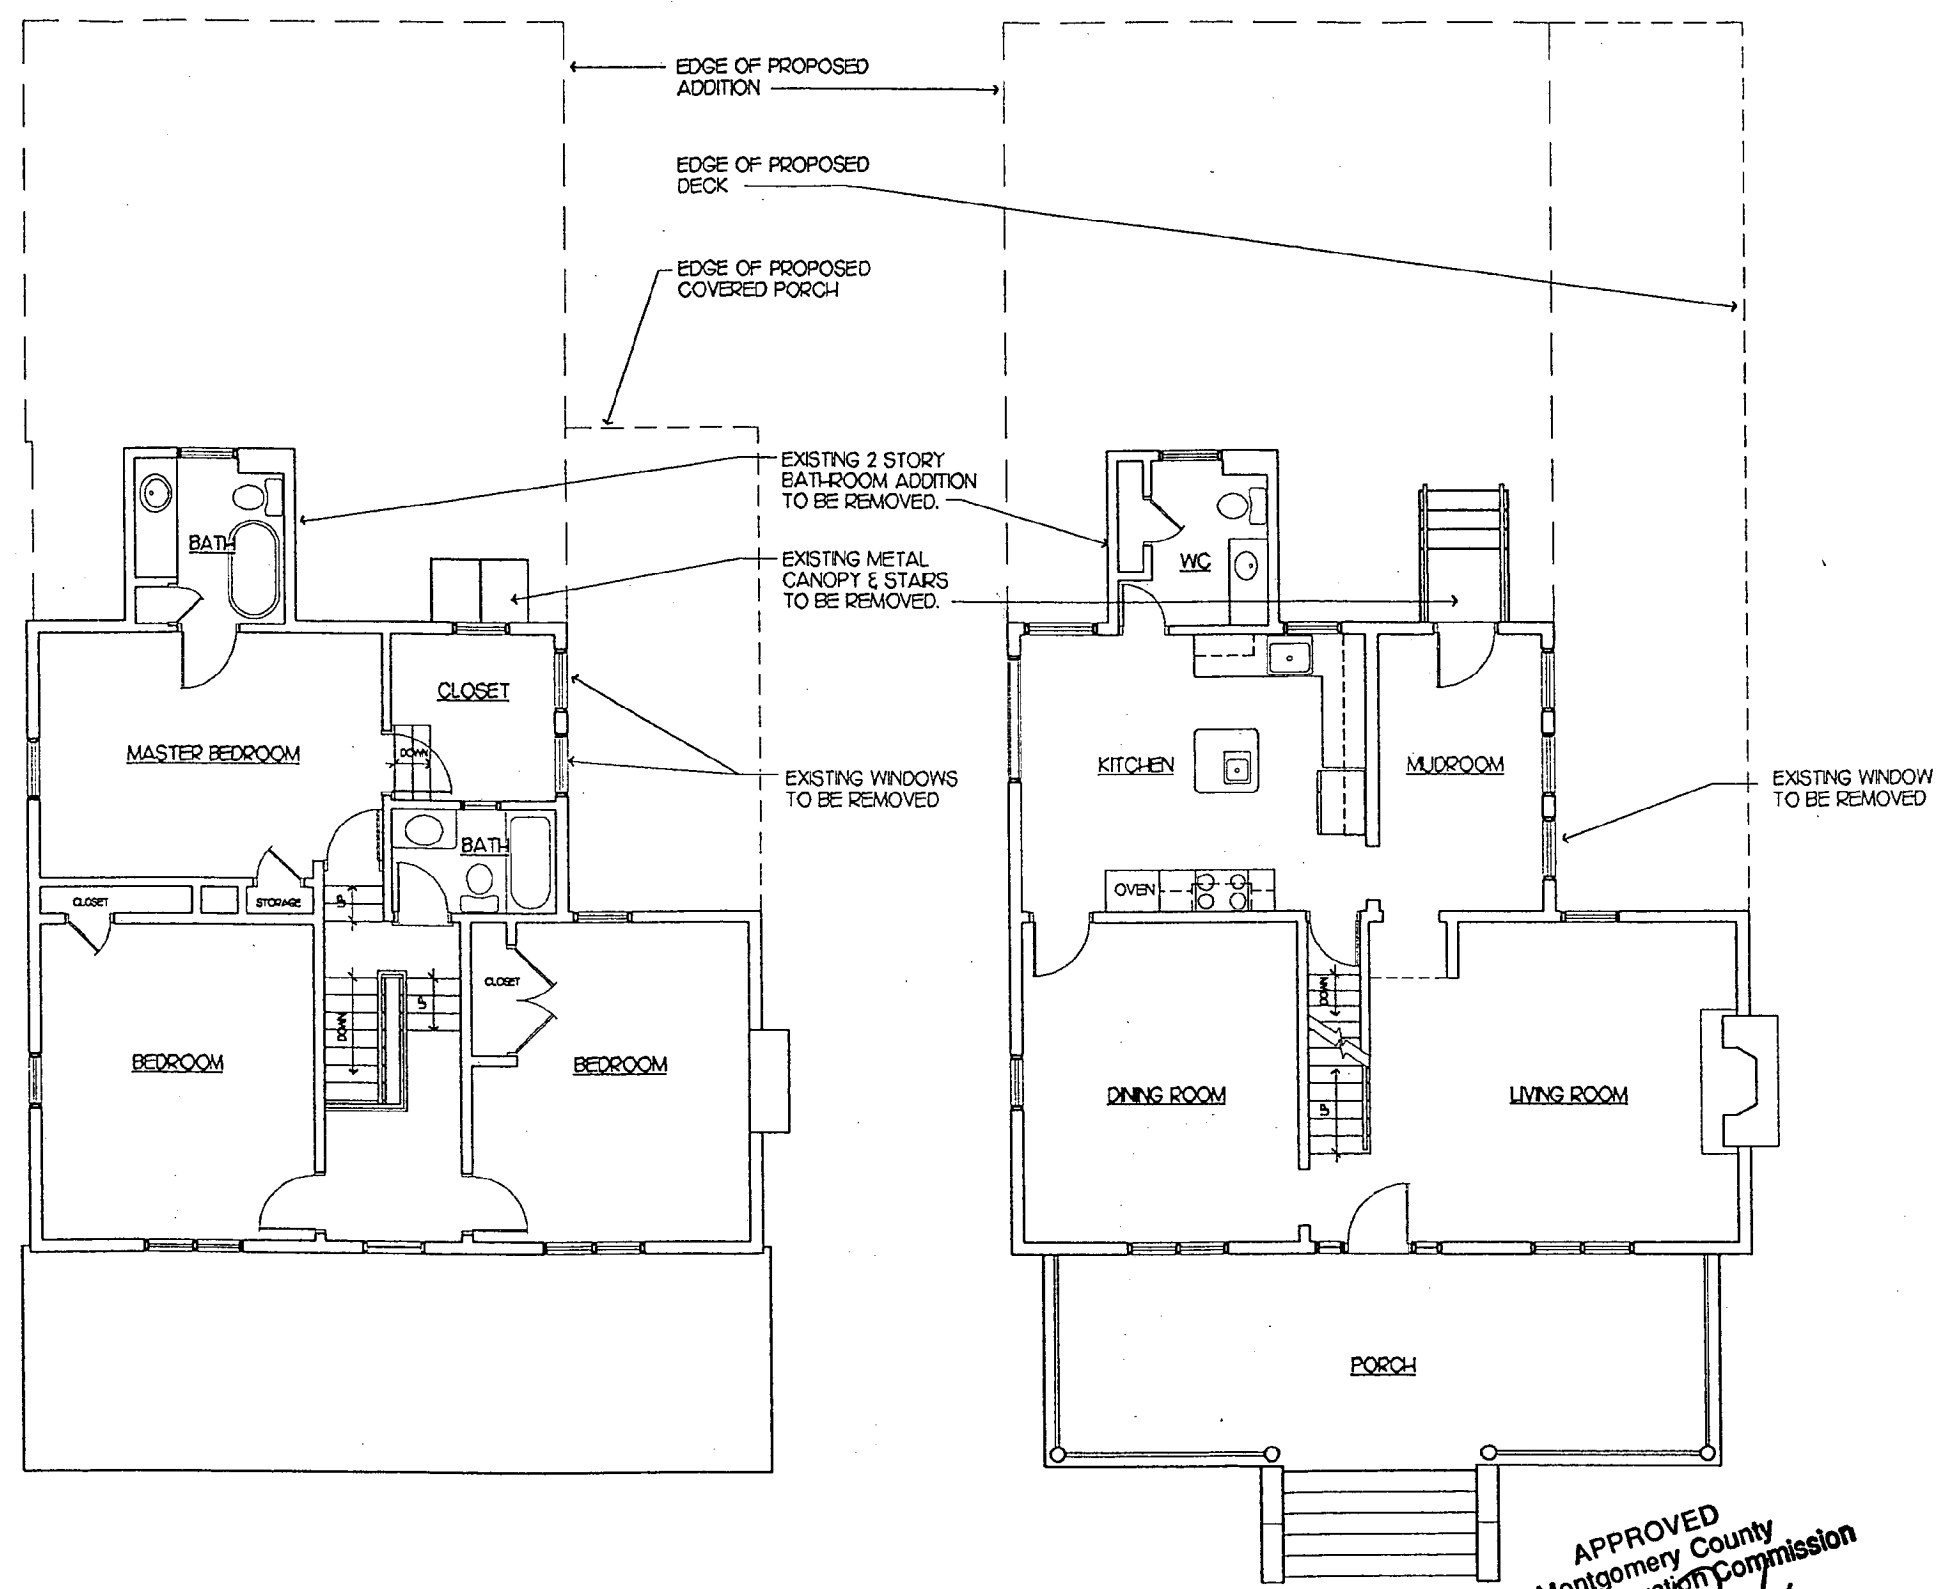 EDGE OF PROPOSED
ADDITION
EDGE OF PROPOSED
DECK
EDGE OF PROPOSED
COVERED PORCH
EXISTING 2 STORY
BATHROOM ADDITION
TO BE REMOVED.
EXISTING METAL
CANOPY & STAIRS
TO BE REMOVED.
EXISTING WINDOWS
TO BE REMOVED
EXISTING WINDOW
TO BE REMOVED
BATH
CLOSET
MASTER BEDROOM
DOWN
BATH
CLOSET
STORAGE
UP
CLOSET
DOWN
UP
BEDROOM
BEDROOM
WC
KITCHEN
MUDROOM
OVEN
DOWN
DINING ROOM
UP
LIVING ROOM
PORCH
APPROVED
Montgomery County
Commission